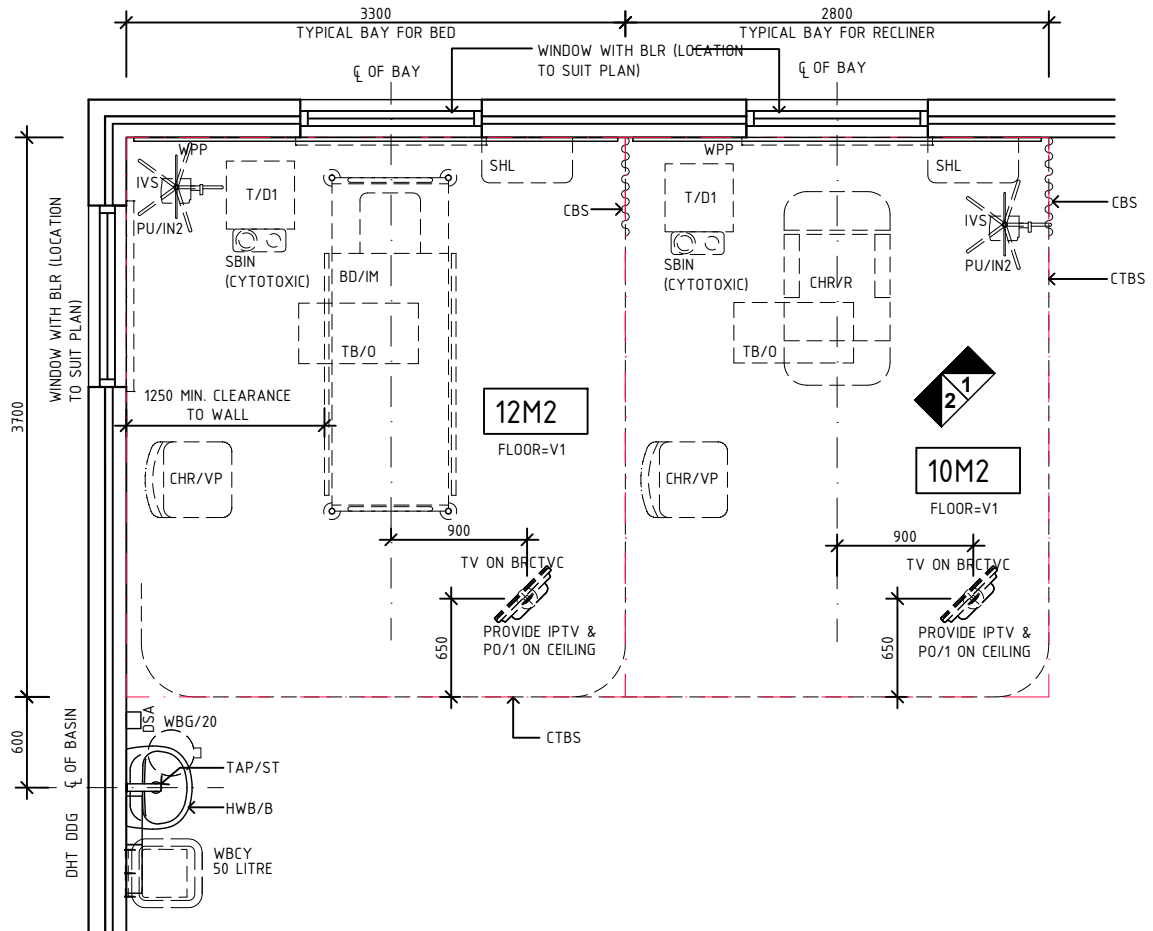 3300
TYPICAL BAY FOR BED
2800
TYPICAL BAY FOR RECLINER
WINDOW WITH BLR (LOCATION
TO SUIT PLAN)
℄ OF BAY
℄ OF BAY
WPP
IVS
T/D1
PU/IN2
SBIN
(CYTOTOXIC)
BD/IM
TB/O
SHL
CBS
WPP
T/D1
SBIN
(CYTOTOXIC)
CHR/R
TB/O
SHL
IVS
PU/IN2
CBS
CTBS
WINDOW WITH BLR (LOCATION
TO SUIT PLAN)
3700
1250 MIN. CLEARANCE
TO WALL
12M2
FLOOR=V1
CHR/VP
1
2
10M2
FLOOR=V1
CHR/VP
900
TV ON BRCTVC
650
PROVIDE IPTV &
PO/1 ON CEILING
900
TV ON BRCTVC
650
PROVIDE IPTV &
PO/1 ON CEILING
CTBS
600
℄ OF BASIN
DHT DDG
DSA
WBG/20
TAP/ST
HWB/B
WBCY
50 LITRE